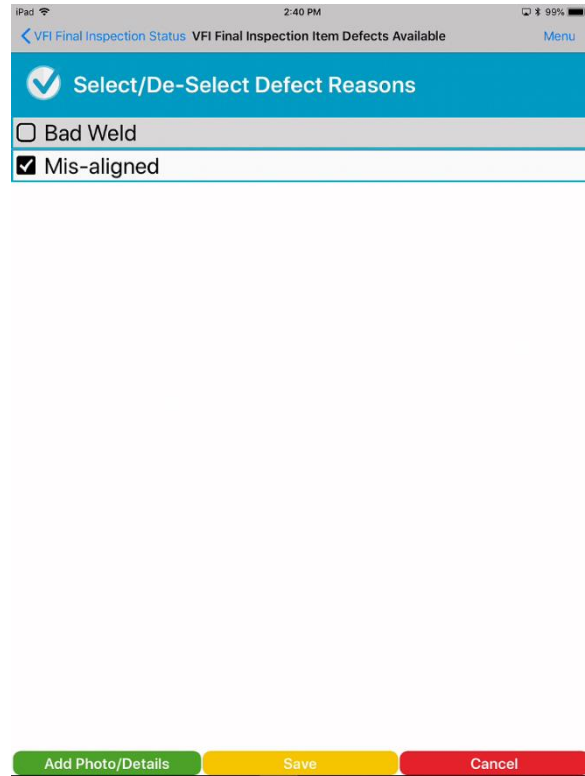 iPad 2:40 PM 99%
VFI Final Inspection Status VFI Final Inspection Item Defects Available Menu
Select/De-Select Defect Reasons
Bad Weld
Mis-aligned
Add Photo/Details Save Cancel